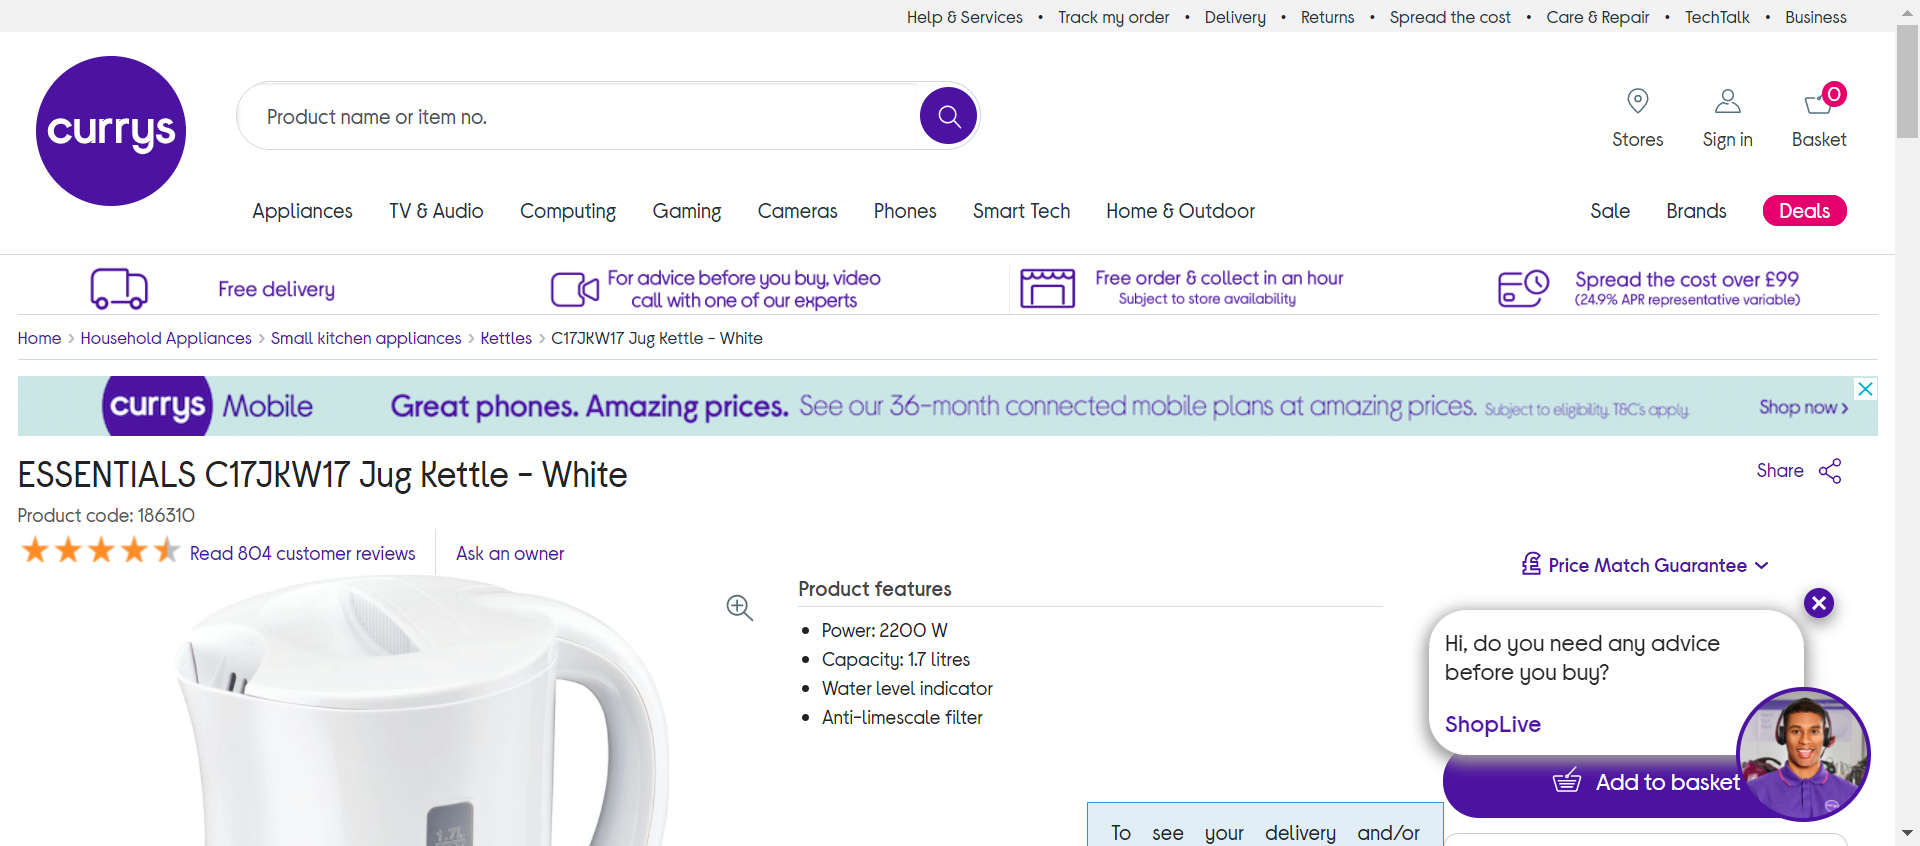 Help & Services • Track my order • Delivery • Returns • Spread the cost • Care & Repair • TechTalk • Business
currys
Product name or item no.
Stores
Sign in
0
Basket
Appliances TV & Audio Computing Gaming Cameras Phones Smart Tech Home & Outdoor Sale Brands Deals
Free delivery
For advice before you buy, video
call with one of our experts
Free order & collect in an hour
Subject to store availability
Spread the cost over £99
(24.9% APR representative variable)
Home > Household Appliances > Small kitchen appliances > Kettles > C17JKW17 Jug Kettle - White
currys Mobile Great phones. Amazing prices. See our 36-month connected mobile plans at amazing prices. Subject to eligibility. T&C's apply. Shop now >
ESSENTIALS C17JKW17 Jug Kettle - White
Share
Product code: 186310
Read 804 customer reviews
Ask an owner
Price Match Guarantee
Product features
• Power: 2200 W
• Capacity: 1.7 litres
• Water level indicator
• Anti-limescale filter
1.7L
Hi, do you need any advice
before you buy?
ShopLive
Add to basket
To see your delivery and/or